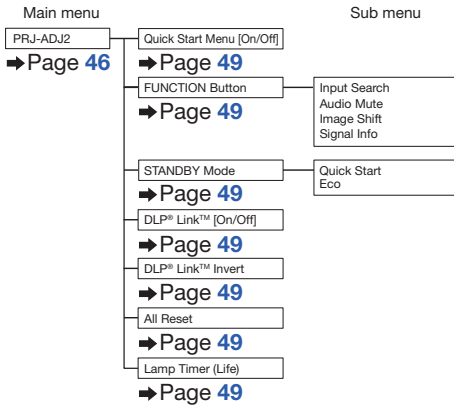 Main menu
Sub menu
PRJ-ADJ2
➡Page 46
Quick Start Menu [On/Off]
➡Page 49
FUNCTION Button
➡Page 49
Input Search
Audio Mute
Image Shift
Signal Info
STANDBY Mode
➡Page 49
Quick Start
Eco
DLP® Link™ [On/Off]
➡Page 49
DLP® Link™ Invert
➡Page 49
All Reset
➡Page 49
Lamp Timer (Life)
➡Page 49